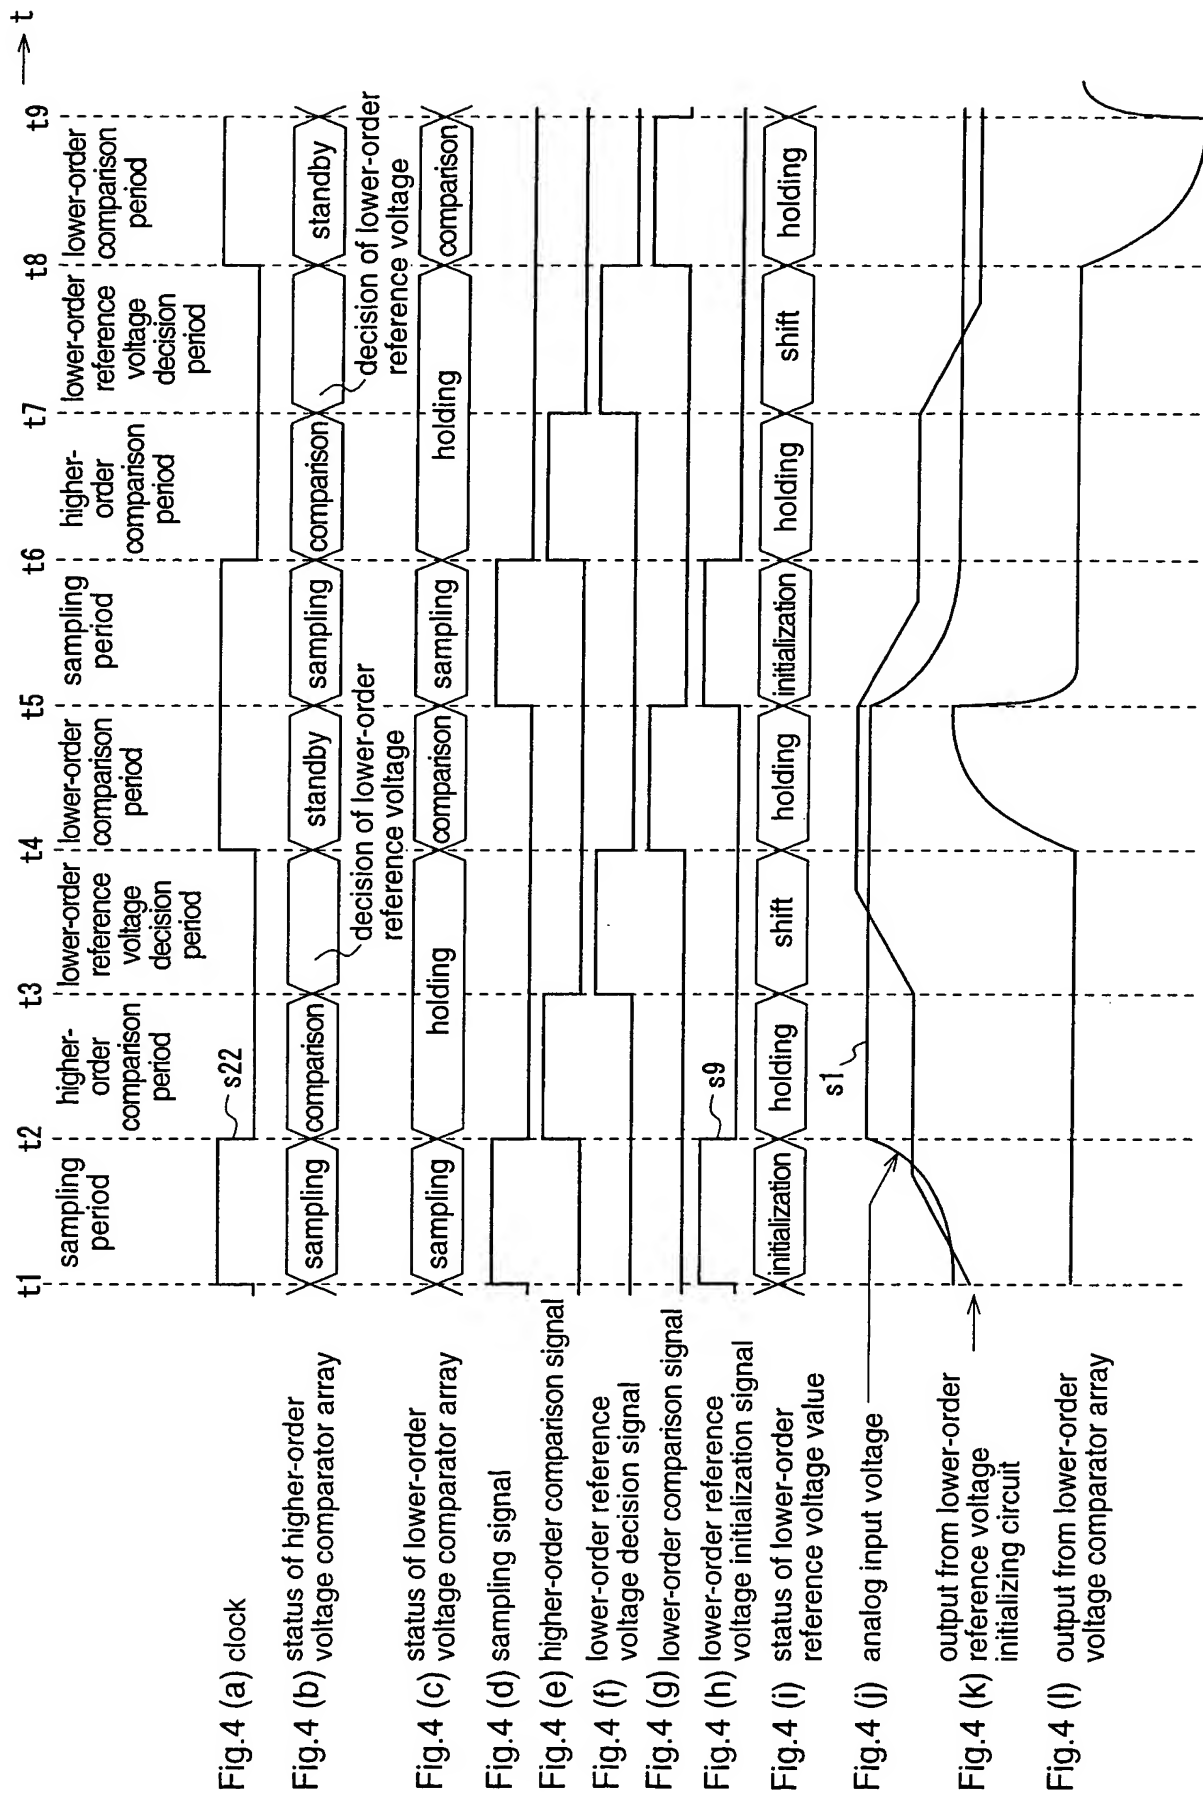 t
t1
t2
t3
t4
t5
t6
t7
t8
t9
sampling
period
higher-
order
comparison
period
lower-order
reference
voltage
decision
period
lower-order
comparison
period
sampling
period
higher-
order
comparison
period
lower-order
reference
voltage
decision
period
lower-order
comparison
period
Fig.4 (a) clock
s22
Fig.4 (b) status of higher-order
voltage comparator array
sampling
comparison
decision of lower-order
reference voltage
standby
sampling
comparison
decision of lower-order
reference voltage
standby
Fig.4 (c) status of lower-order
voltage comparator array
sampling
holding
comparison
sampling
holding
comparison
Fig.4 (d) sampling signal
Fig.4 (e) higher-order comparison signal
Fig.4 (f) lower-order reference
voltage decision signal
Fig.4 (g) lower-order comparison signal
Fig.4 (h) lower-order reference
voltage initialization signal
s9
Fig.4 (i) status of lower-order
reference voltage value
initialization
holding
shift
holding
initialization
holding
shift
holding
Fig.4 (j) analog input voltage
s1
Fig.4 (k) output from lower-order
reference voltage
initializing circuit
Fig.4 (l) output from lower-order
voltage comparator array